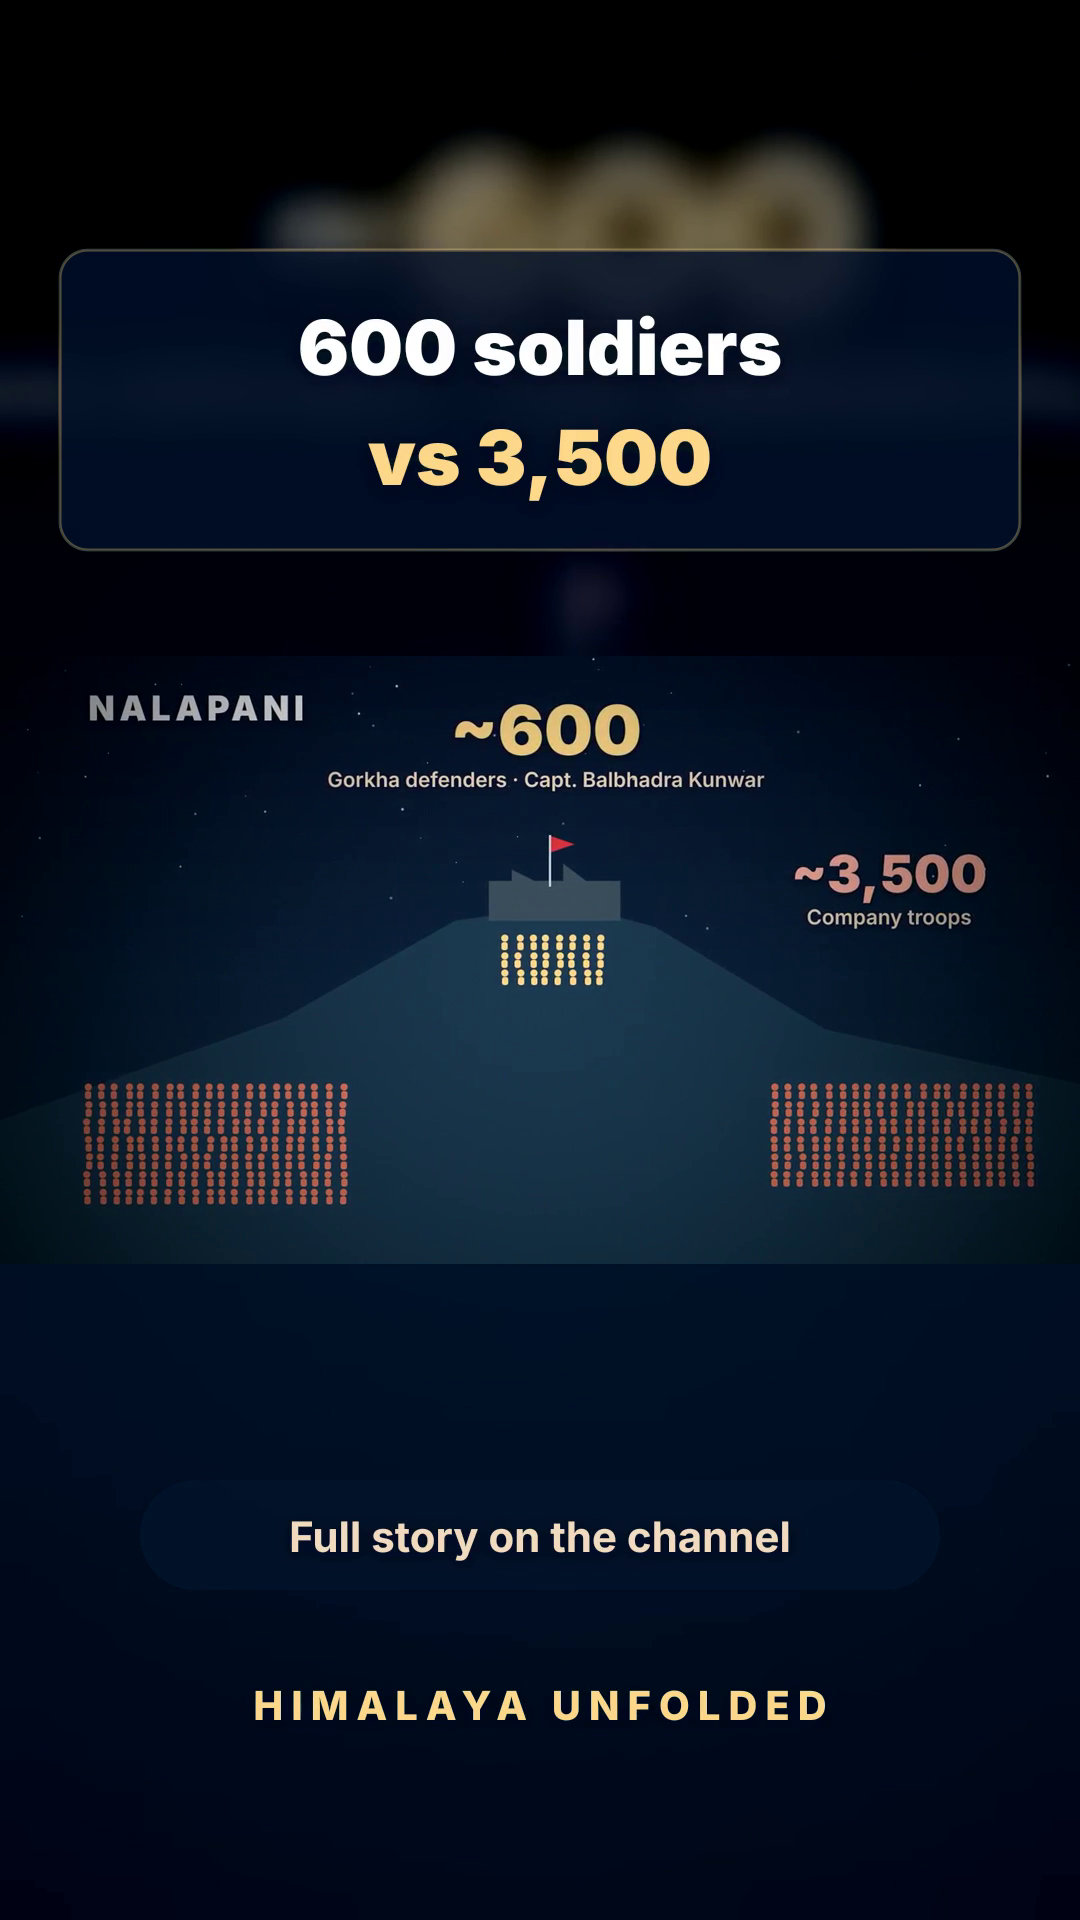 600 soldiers
vs 3,500
NALAPANI
~600
Gorkha defenders · Capt. Balbhadra Kunwar
~3,500
Company troops
Full story on the channel
HIMALAYA UNFOLDED